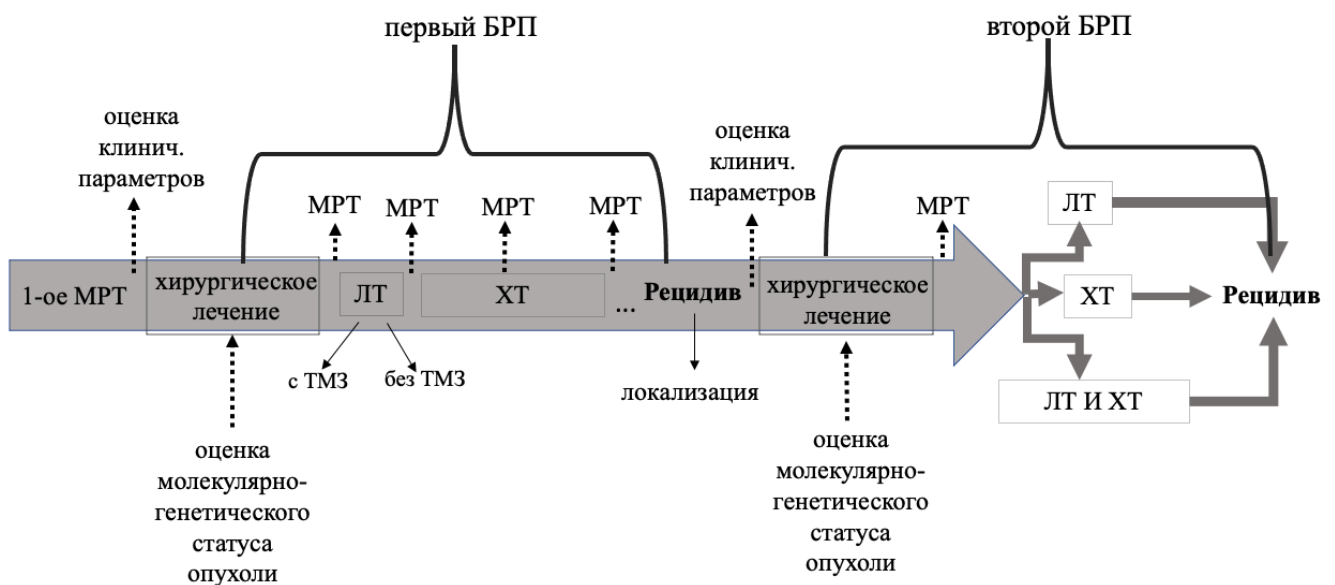 первый БРП
второй БРП
оценка
клинич.
параметров
оценка
клинич.
параметров
МРТ
МРТ
МРТ
МРТ
МРТ
1-ое МРТ
хирургическое
лечение
ЛТ
ХТ
...
Рецидив
хирургическое
лечение
ЛТ
ХТ
ЛТ И ХТ
Рецидив
с ТМЗ
без ТМЗ
локализация
оценка
молекулярно-
генетического
статуса
опухоли
оценка
молекулярно-
генетического
статуса
опухоли